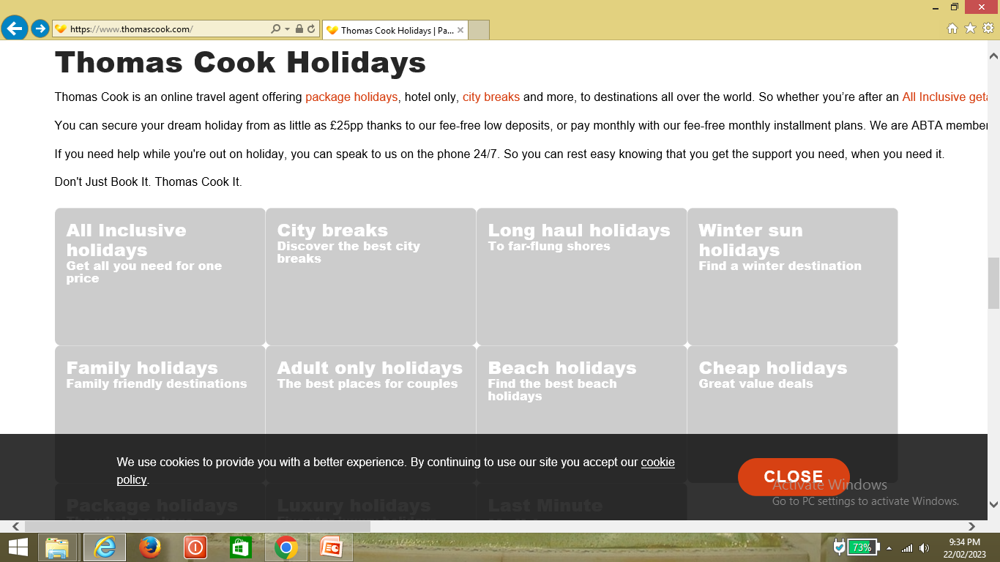 https://www.thomascook.com/
Thomas Cook Holidays | Pa...
Thomas Cook Holidays
Thomas Cook is an online travel agent offering package holidays, hotel only, city breaks and more, to destinations all over the world. So whether you’re after an All Inclusive
You can secure your dream holiday from as little as £25pp thanks to our fee-free low deposits, or pay monthly with our fee-free monthly installment plans. We are ABTA member
If you need help while you're out on holiday, you can speak to us on the phone 24/7. So you can rest easy knowing that you get the support you need, when you need it.
Don't Just Book It. Thomas Cook It.
All Inclusive
holidays
Get all you need for one
price
City breaks
Discover the best city
breaks
Long haul holidays
To far-flung shores
Winter sun
holidays
Find a winter destination
Family holidays
Family friendly destinations
Adult only holidays
The best places for couples
Beach holidays
Find the best beach
holidays
Cheap holidays
Great value deals
We use cookies to provide you with a better experience. By continuing to use our site you accept our cookie
policy.
CLOSE
Activate Windows
Go to PC settings to activate Windows.
Package holidays
Luxury holidays
Last Minute
73%
9:34 PM
22/02/2023